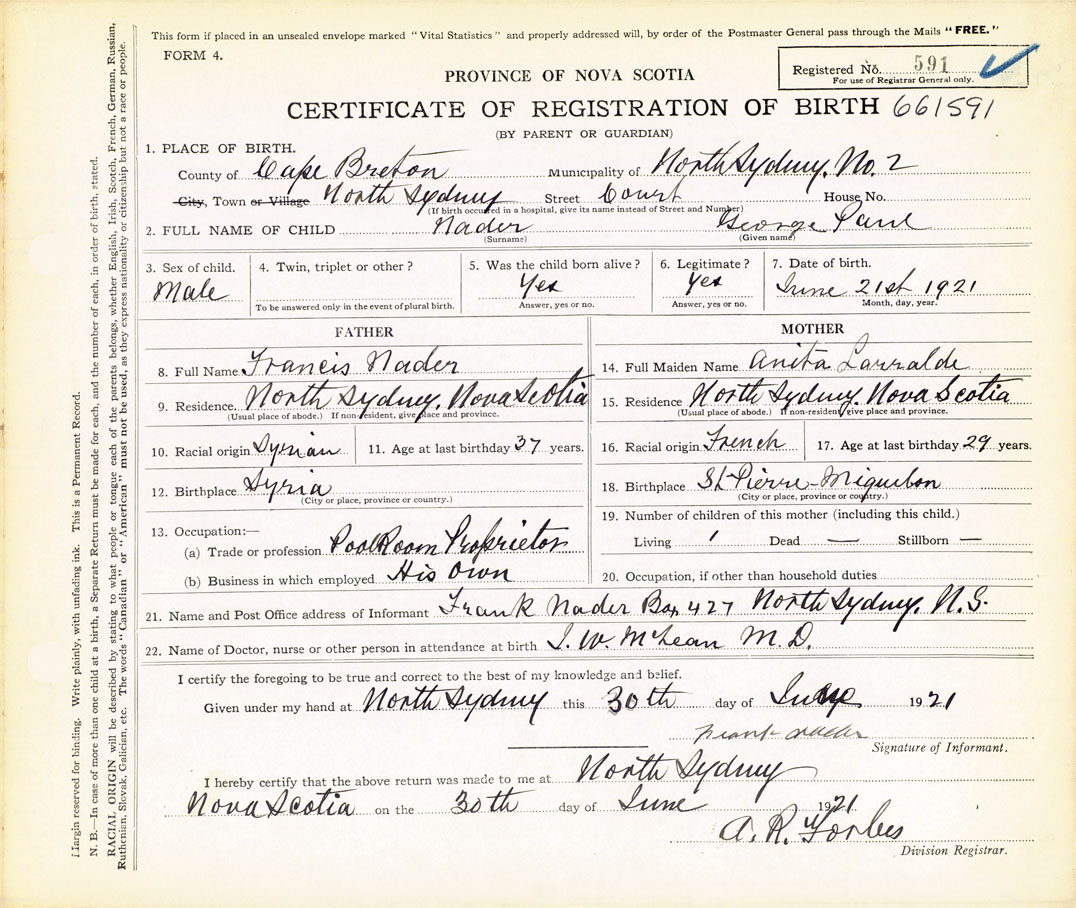 This form if placed in an unsealed envelope marked "Vital Statistics" and properly addressed will, by order of the Postmaster General pass through the Mails "FREE."
FORM 4.
Registered No. 591
For use of Registrar General only.
PROVINCE OF NOVA SCOTIA
CERTIFICATE OF REGISTRATION OF BIRTH 661591
(BY PARENT OR GUARDIAN)
1. PLACE OF BIRTH.
County of Cape Breton Municipality of North Sydney. No. 2
City, Town or Village North Sydney Street Court House No.
(If birth occurred in a hospital, give its name instead of Street and Number)
2. FULL NAME OF CHILD Nader George Paul
(Surname) (Given name)
3. Sex of child. Male
4. Twin, triplet or other?
To be answered only in the event of plural birth.
5. Was the child born alive? Yes
Answer, yes or no.
6. Legitimate? Yes
Answer, yes or no.
7. Date of birth. June 21st 1921
Month, day, year.
FATHER
8. Full Name Francis Nader
9. Residence. North Sydney. Nova Scotia
(Usual place of abode.) If non-resident, give place and province.
10. Racial origin Syrian 11. Age at last birthday 37 years.
12. Birthplace Syria
(City or place, province or country.)
13. Occupation:—
(a) Trade or profession PoolRoom Proprietor
(b) Business in which employed His Own
MOTHER
14. Full Maiden Name Anita Larralde
15. Residence North Sydney. Nova Scotia
(Usual place of abode.) If non-resident, give place and province.
16. Racial origin French 17. Age at last birthday 29 years.
18. Birthplace St. Pierre-Miquelon
(City or place, province or country.)
19. Number of children of this mother (including this child.)
Living 1 Dead — Stillborn —
20. Occupation, if other than household duties
21. Name and Post Office address of Informant Frank Nader Box 427 North Sydney. N.S.
22. Name of Doctor, nurse or other person in attendance at birth J. W. McLean M.D.
I certify the foregoing to be true and correct to the best of my knowledge and belief.
Given under my hand at North Sydney this 30th day of June 1921
Frank Nader
Signature of Informant.
I hereby certify that the above return was made to me at North Sydney
Nova Scotia on the 30th day of June 1921
A. R. Forbes
Division Registrar.
Margin reserved for binding. Write plainly, with unfading ink. This is a Permanent Record.
N. B.—In case of more than one child at a birth, a Separate Return must be made for each, and the number of each, in order of birth, stated.
RACIAL ORIGIN will be described by stating to what people or tongue each of the parents belongs, whether English, Irish, Scotch, French, German, Russian,
Ruthenian, Slovak, Galician, etc. The words "Canadian" or "American" must not be used, as they express nationality or citizenship but not a race or people.